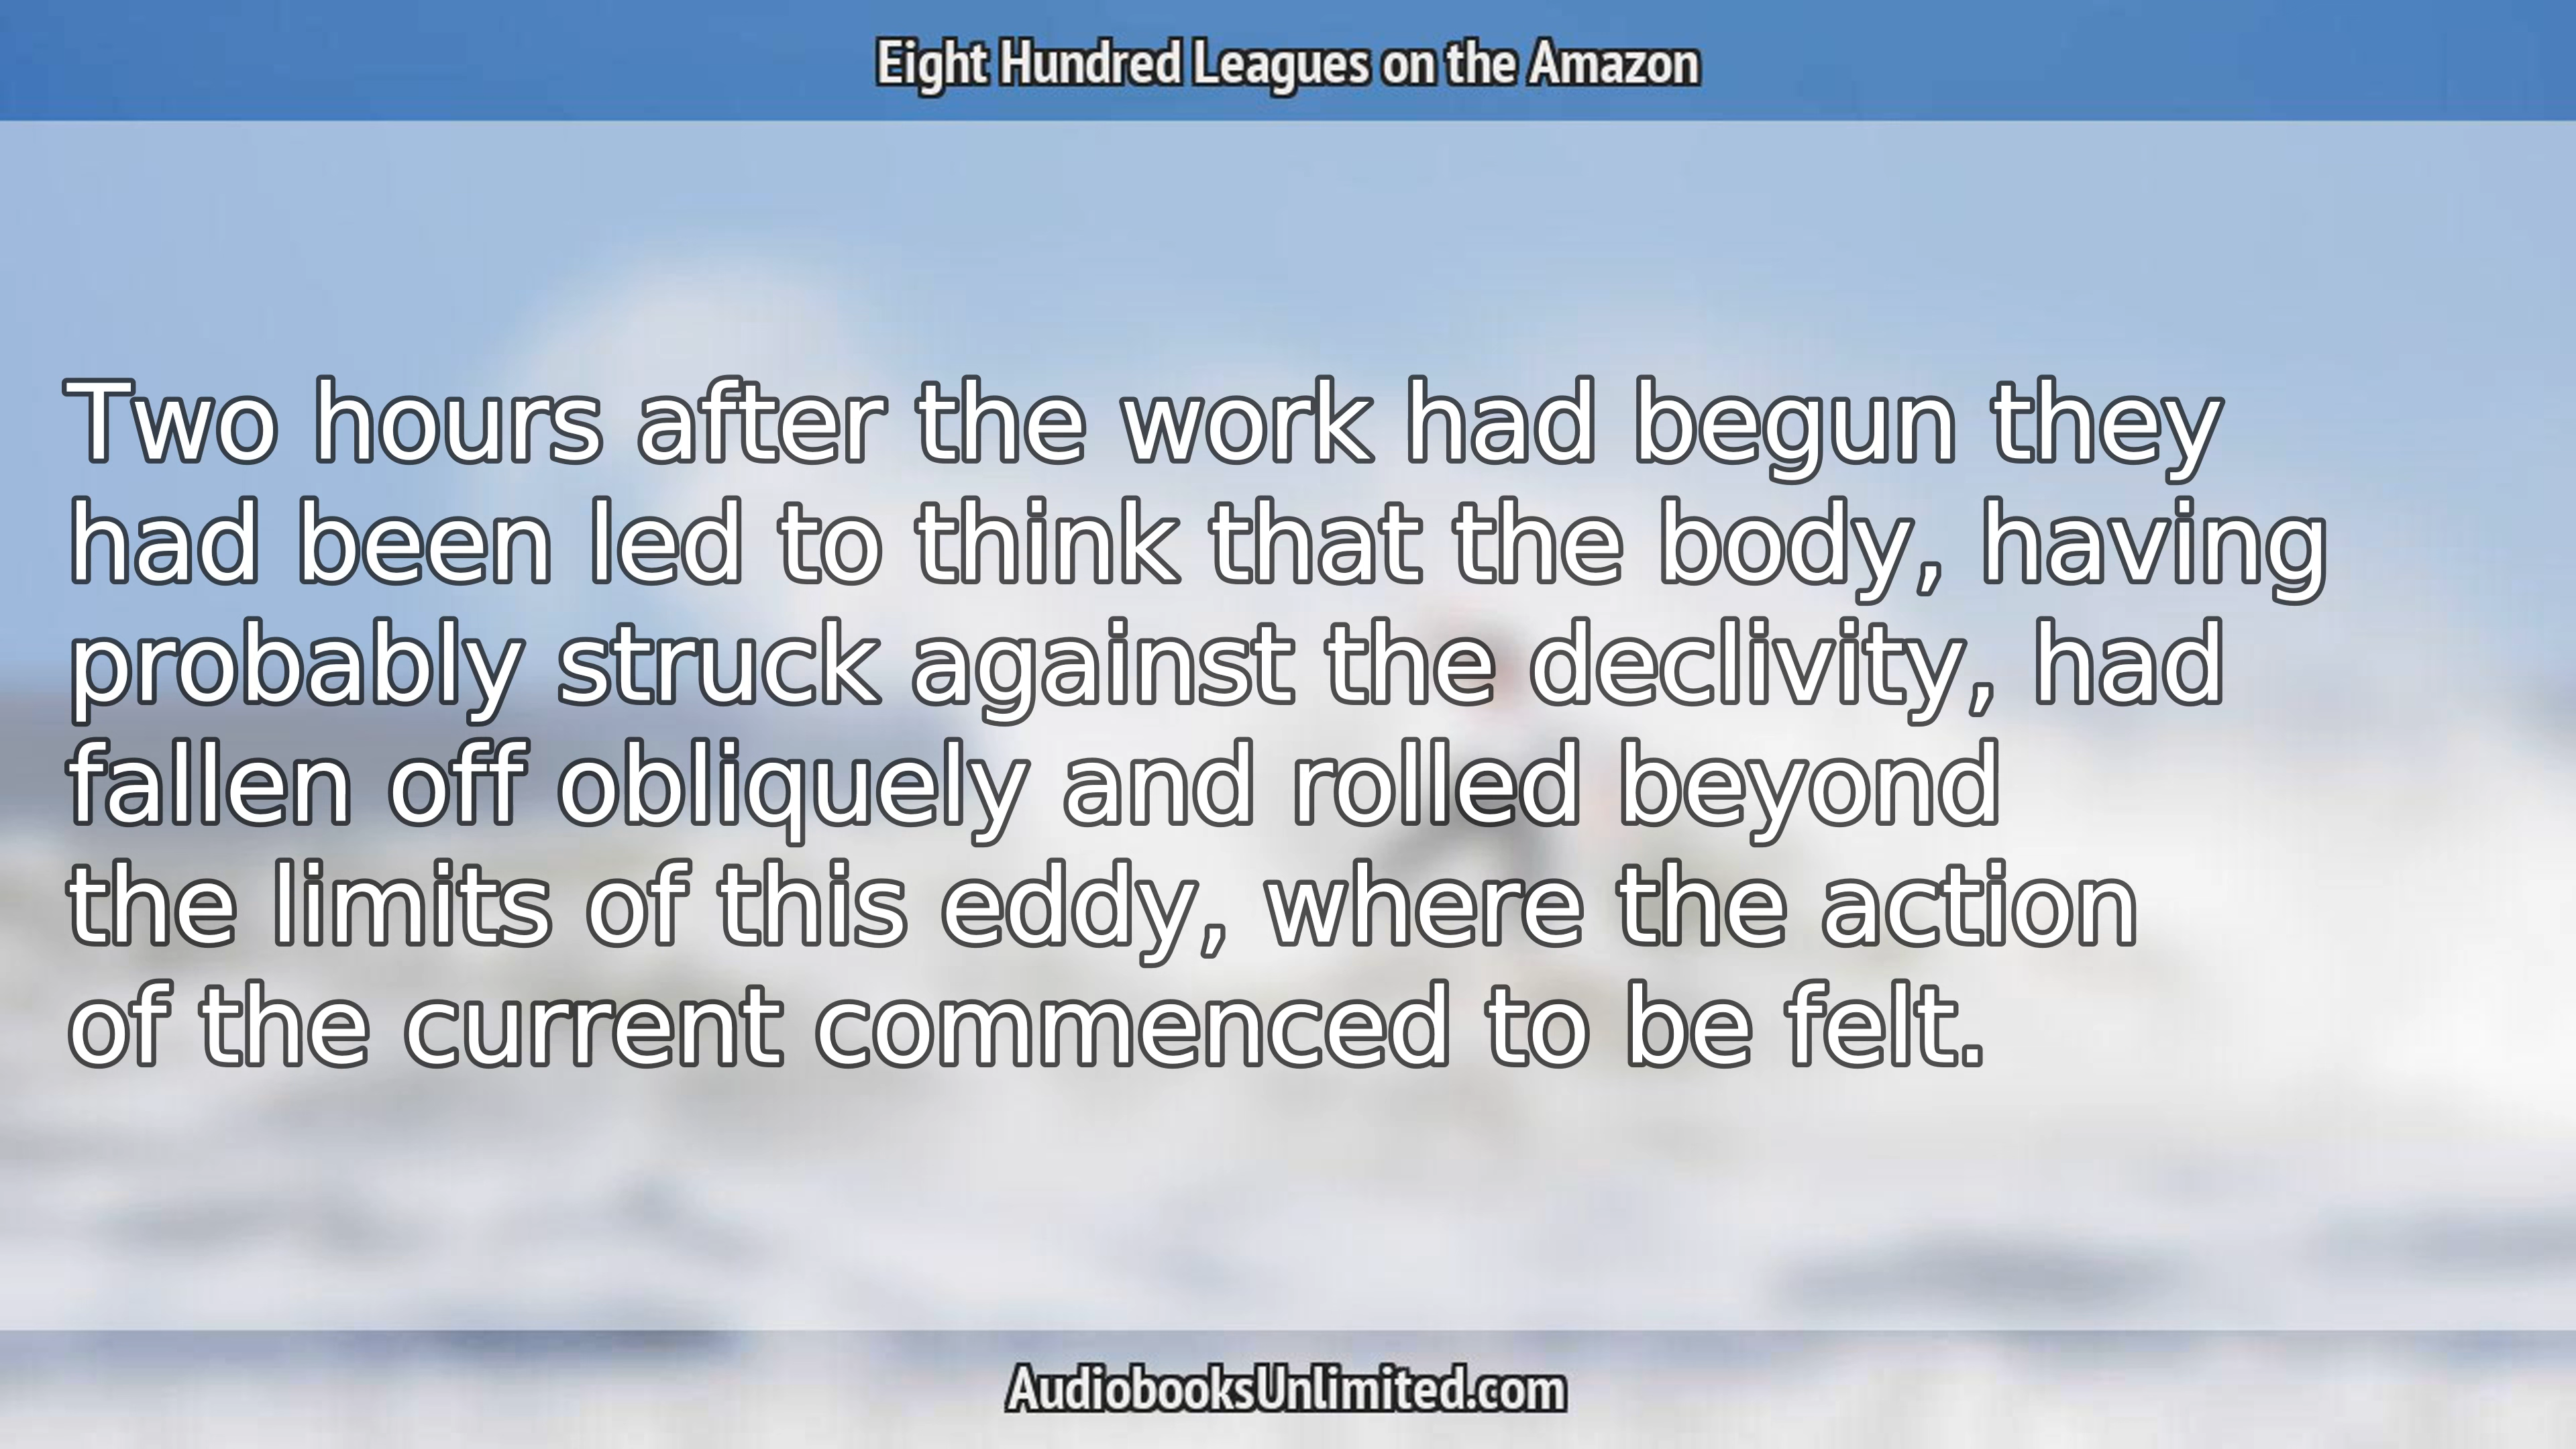 Eight Hundred Leagues on the Amazon
Two hours after the work had begun they
had been led to think that the body, having
probably struck against the declivity, had
fallen off obliquely and rolled beyond
the limits of this eddy, where the action
of the current commenced to be felt.
AudiobooksUnlimited.com